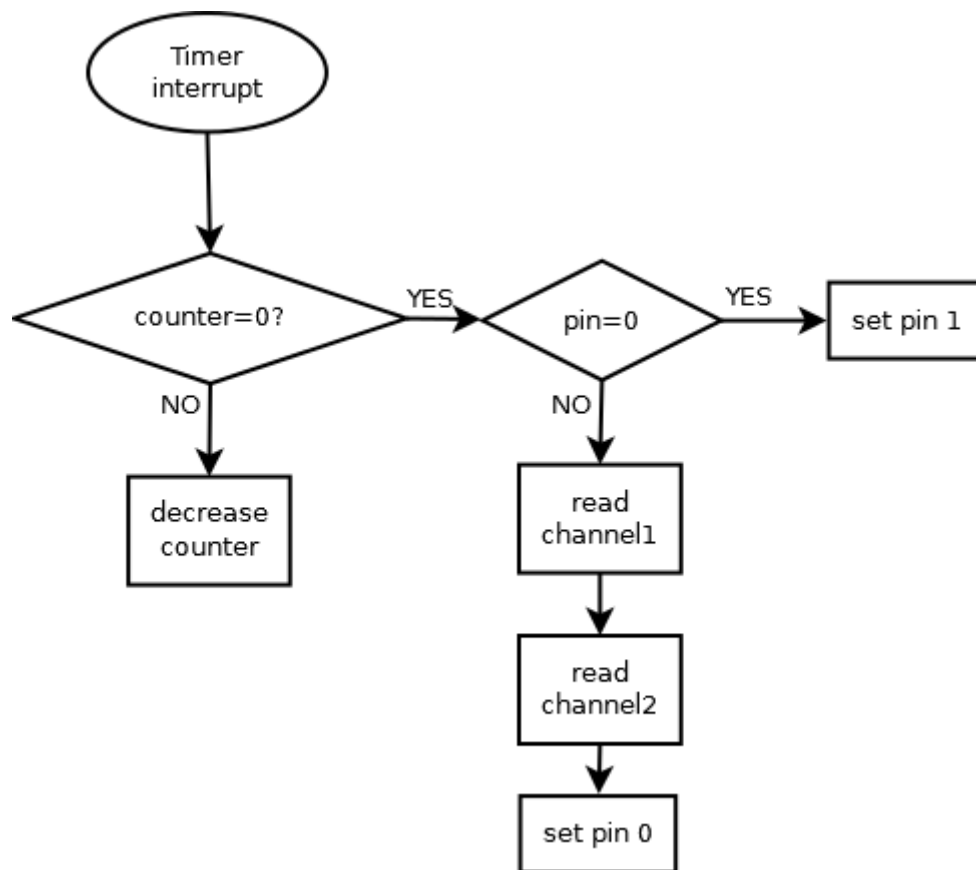 Timer
interrupt
counter=0?
YES
pin=0
YES
set pin 1
NO
NO
decrease
counter
read
channel1
read
channel2
set pin 0